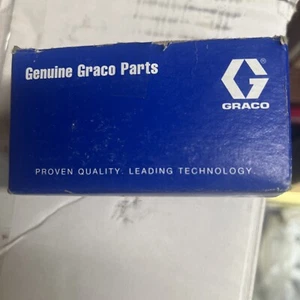 Genuine Graco Parts
GRACO
PROVEN QUALITY. LEADING TECHNOLOGY.